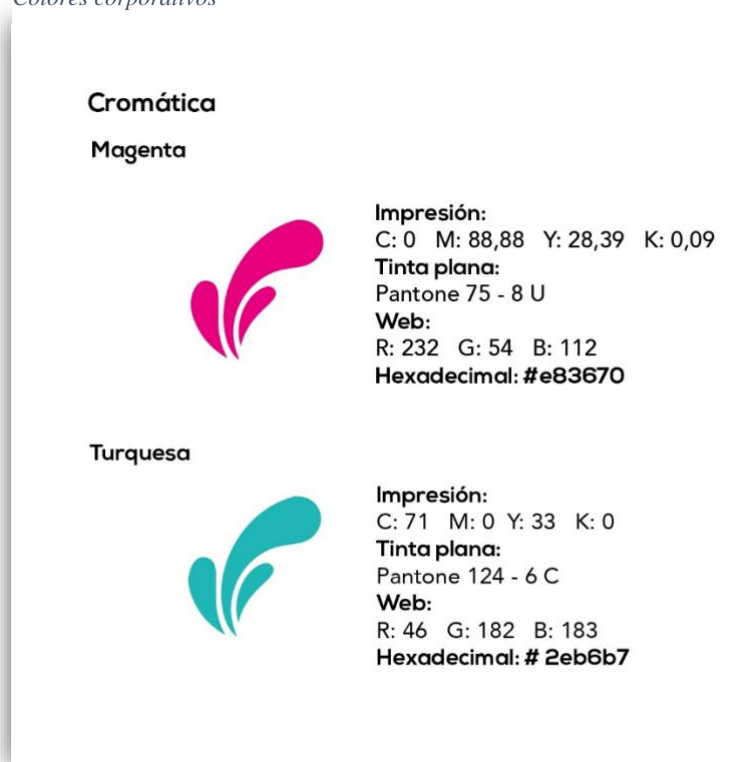 Colores corporativos
Cromática
Magenta
Impresión:
C: 0 M: 88,88 Y: 28,39 K: 0,09
Tinta plana:
Pantone 75 - 8 U
Web:
R: 232 G: 54 B: 112
Hexadecimal: #e83670
Turquesa
Impresión:
C: 71 M: 0 Y: 33 K: 0
Tinta plana:
Pantone 124 - 6 C
Web:
R: 46 G: 182 B: 183
Hexadecimal: # 2eb6b7